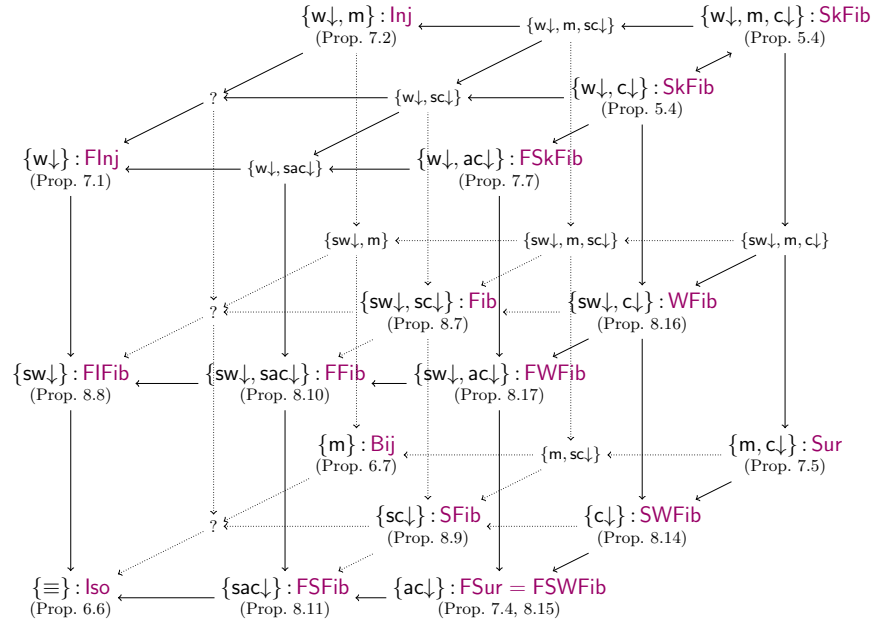 {w↓, m} : Inj
(Prop. 7.2)
{w↓, m, sc↓}
{w↓, m, c↓} : SkFib
(Prop. 5.4)
?
{w↓, sc↓}
{w↓, c↓} : SkFib
(Prop. 5.4)
{w↓} : FInj
(Prop. 7.1)
{w↓, sac↓}
{w↓, ac↓} : FSkFib
(Prop. 7.7)
{sw↓, m}
{sw↓, m, sc↓}
{sw↓, m, c↓}
?
{sw↓, sc↓} : Fib
(Prop. 8.7)
{sw↓, c↓} : WFib
(Prop. 8.16)
{sw↓} : FIFib
(Prop. 8.8)
{sw↓, sac↓} : FFib
(Prop. 8.10)
{sw↓, ac↓} : FWFib
(Prop. 8.17)
{m} : Bij
(Prop. 6.7)
{m, sc↓}
{m, c↓} : Sur
(Prop. 7.5)
?
{sc↓} : SFib
(Prop. 8.9)
{c↓} : SWFib
(Prop. 8.14)
{≡} : Iso
(Prop. 6.6)
{sac↓} : FSFib
(Prop. 8.11)
{ac↓} : FSur = FSWFib
(Prop. 7.4, 8.15)